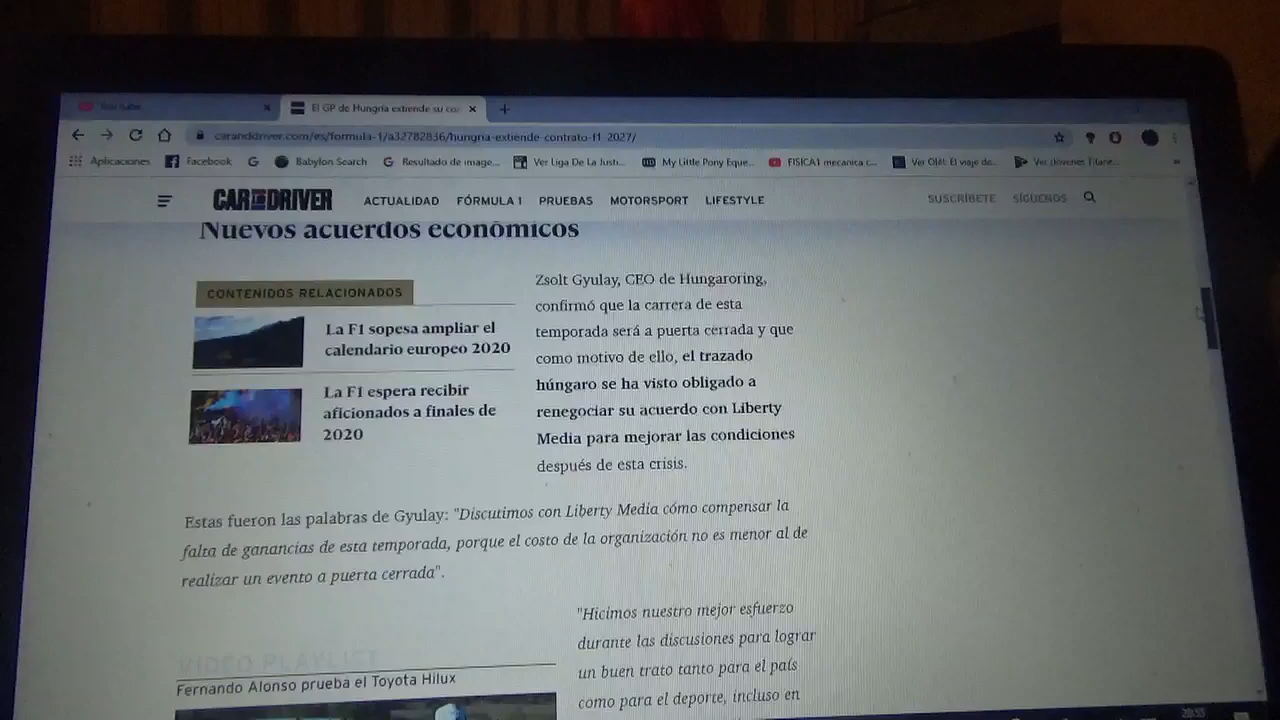 El GP de Hungría extiende su co
caranddriver.com/es/formula-1/a32782836/hungria-extiende-contrato-f1-2027/
Aplicaciones Facebook Babylon Search Resultado de image... Ver Liga De La Justi... My Little Pony Eque... FISICA1 mecanica c... Ver Olé!: El viaje de... Ver Jóvenes Titane... »
CAR AND DRIVER ACTUALIDAD FÓRMULA 1 PRUEBAS MOTORSPORT LIFESTYLE SUSCRÍBETE SÍGUENOS
Nuevos acuerdos económicos
CONTENIDOS RELACIONADOS
La F1 sopesa ampliar el
calendario europeo 2020
La F1 espera recibir
aficionados a finales de
2020
Zsolt Gyulay, CEO de Hungaroring,
confirmó que la carrera de esta
temporada será a puerta cerrada y que
como motivo de ello, el trazado
húngaro se ha visto obligado a
renegociar su acuerdo con Liberty
Media para mejorar las condiciones
después de esta crisis.
Estas fueron las palabras de Gyulay: "Discutimos con Liberty Media cómo compensar la
falta de ganancias de esta temporada, porque el costo de la organización no es menor al de
realizar un evento a puerta cerrada".
VIDEO PLAYLIST
Fernando Alonso prueba el Toyota Hilux
"Hicimos nuestro mejor esfuerzo
durante las discusiones para lograr
un buen trato tanto para el país
como para el deporte, incluso en
20:55